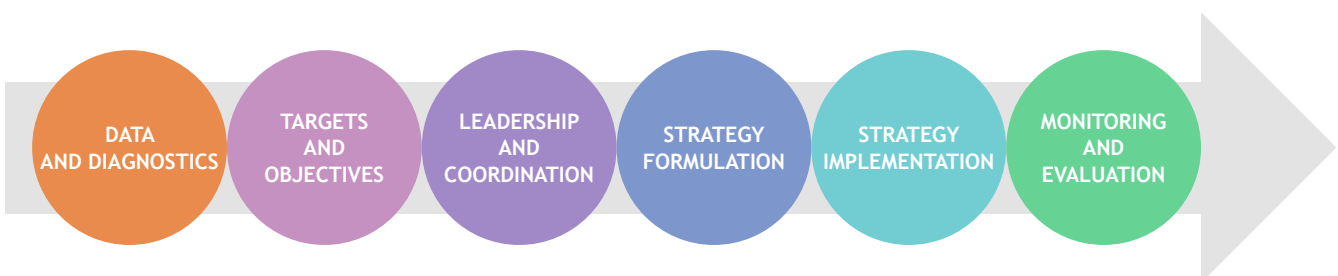 DATA
AND DIAGNOSTICS
TARGETS
AND
OBJECTIVES
LEADERSHIP
AND
COORDINATION
STRATEGY
FORMULATION
STRATEGY
IMPLEMENTATION
MONITORING
AND
EVALUATION